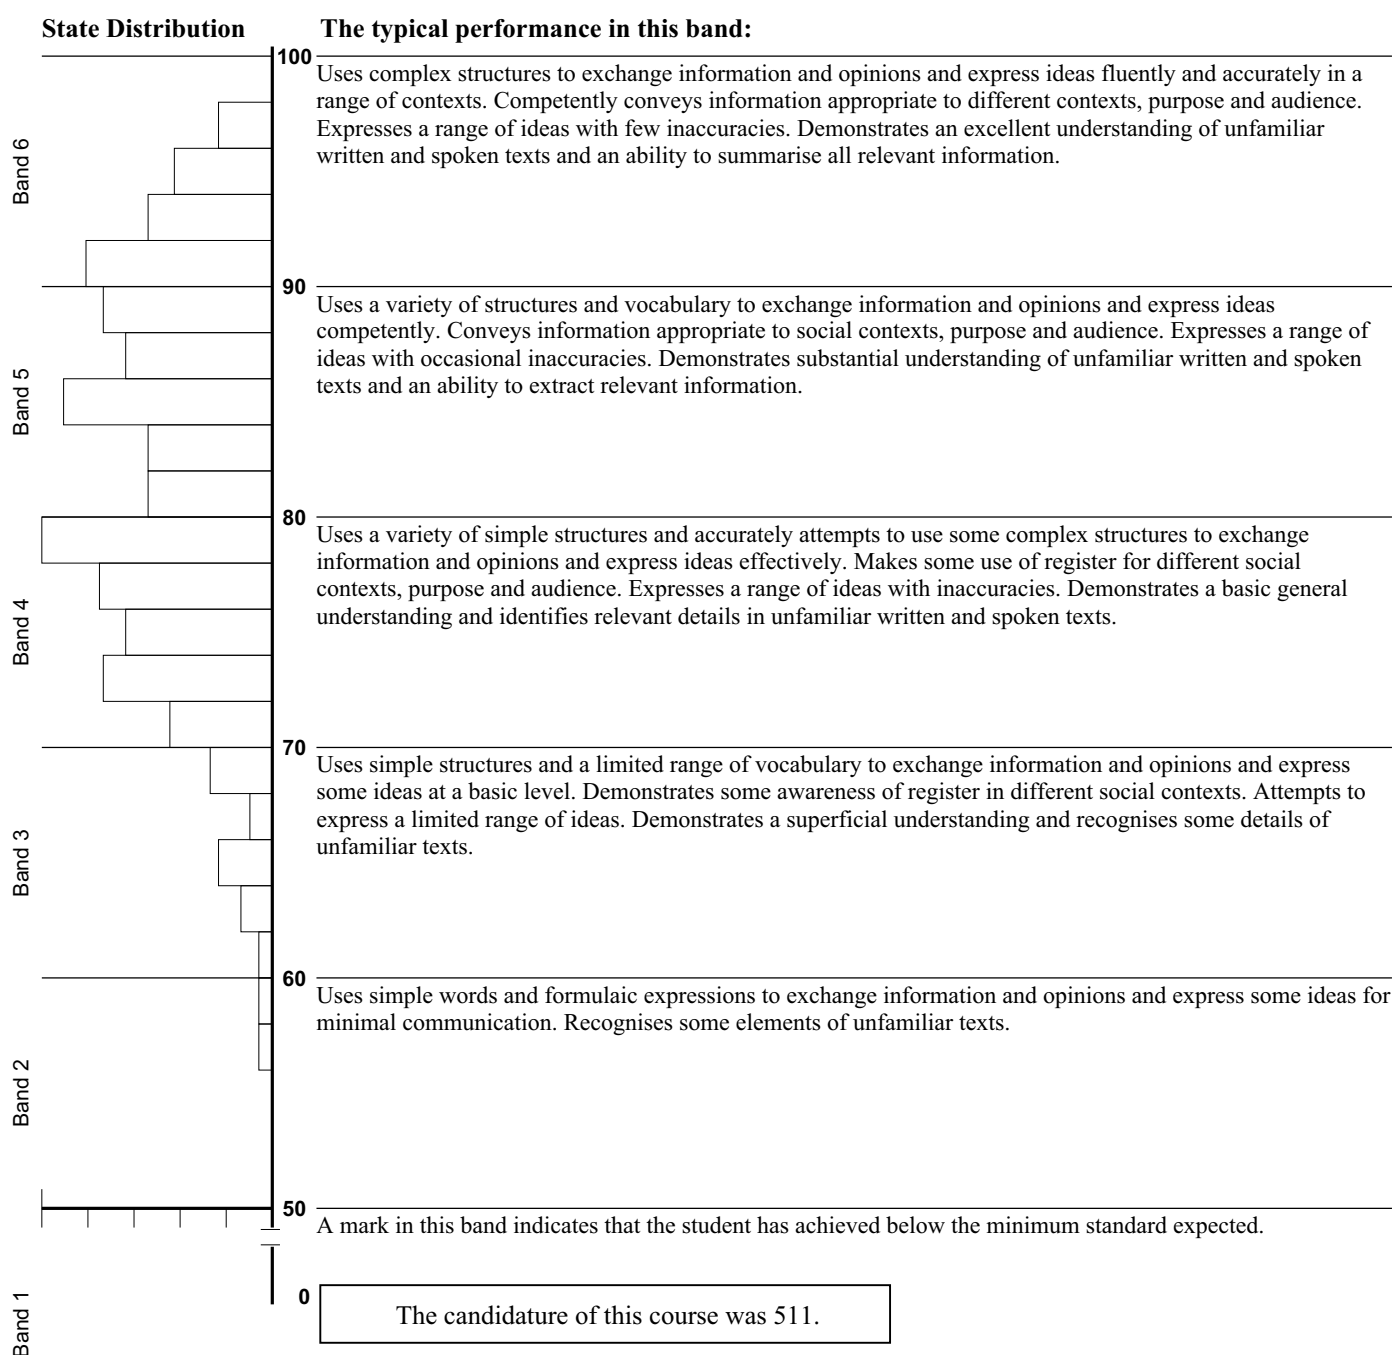 State Distribution
The typical performance in this band:
100
Uses complex structures to exchange information and opinions and express ideas fluently and accurately in a
range of contexts. Competently conveys information appropriate to different contexts, purpose and audience.
Expresses a range of ideas with few inaccuracies. Demonstrates an excellent understanding of unfamiliar
written and spoken texts and an ability to summarise all relevant information.
Band 6
90
Uses a variety of structures and vocabulary to exchange information and opinions and express ideas
competently. Conveys information appropriate to social contexts, purpose and audience. Expresses a range of
ideas with occasional inaccuracies. Demonstrates substantial understanding of unfamiliar written and spoken
texts and an ability to extract relevant information.
Band 5
80
Uses a variety of simple structures and accurately attempts to use some complex structures to exchange
information and opinions and express ideas effectively. Makes some use of register for different social
contexts, purpose and audience. Expresses a range of ideas with inaccuracies. Demonstrates a basic general
understanding and identifies relevant details in unfamiliar written and spoken texts.
Band 4
70
Uses simple structures and a limited range of vocabulary to exchange information and opinions and express
some ideas at a basic level. Demonstrates some awareness of register in different social contexts. Attempts to
express a limited range of ideas. Demonstrates a superficial understanding and recognises some details of
unfamiliar texts.
Band 3
60
Uses simple words and formulaic expressions to exchange information and opinions and express some ideas for
minimal communication. Recognises some elements of unfamiliar texts.
Band 2
50
A mark in this band indicates that the student has achieved below the minimum standard expected.
0
Band 1
The candidature of this course was 511.